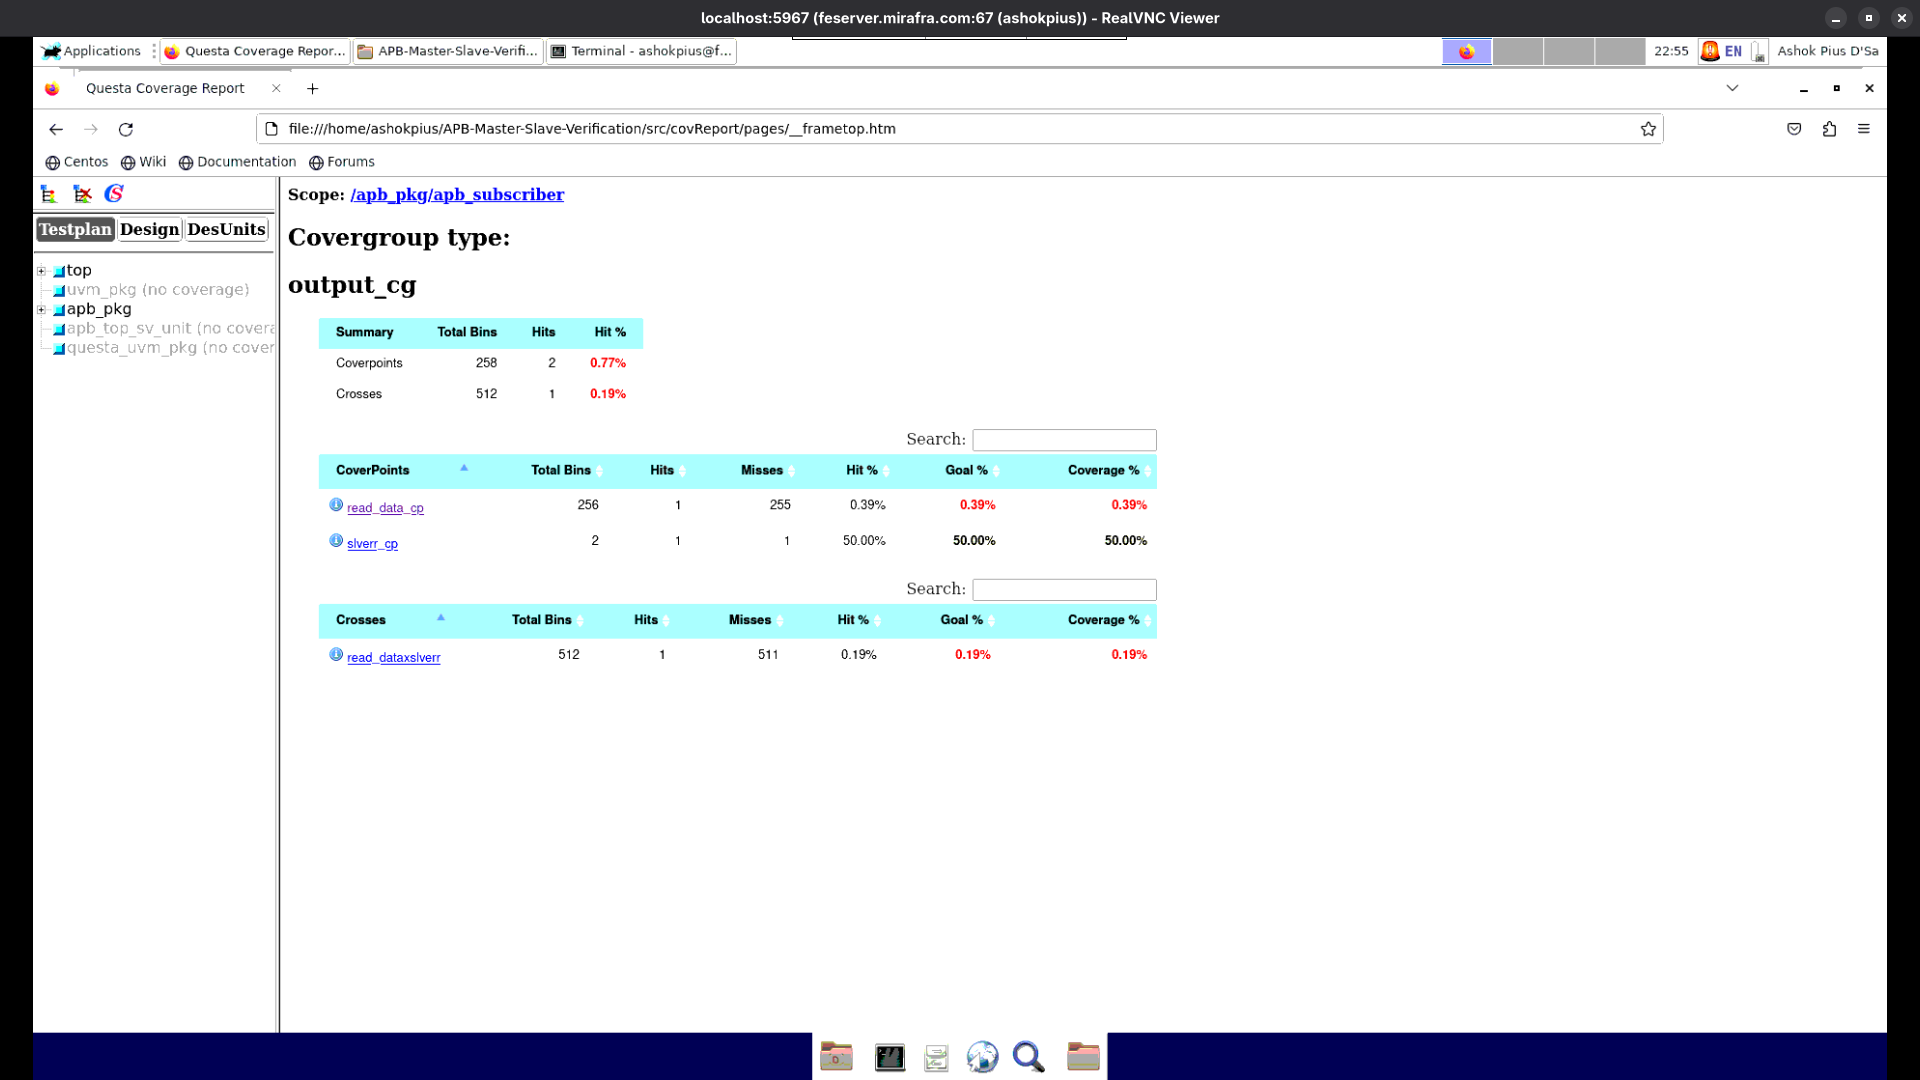 localhost:5967 (feserver.mirafra.com:67 (ashokpius)) - RealVNC Viewer
Applications Questa Coverage Repor... APB-Master-Slave-Verifi... Terminal - ashokpius@f... 22:55 EN Ashok Pius D'Sa
Questa Coverage Report
file:///home/ashokpius/APB-Master-Slave-Verification/src/covReport/pages/__frametop.htm
Centos Wiki Documentation Forums
Testplan Design DesUnits
top
uvm_pkg (no coverage)
apb_pkg
apb_top_sv_unit (no covera
questa_uvm_pkg (no cover
Scope: /apb_pkg/apb_subscriber
Covergroup type:
output_cg
Summary Total Bins Hits Hit %
Coverpoints 258 2 0.77%
Crosses 512 1 0.19%
Search:
CoverPoints Total Bins Hits Misses Hit % Goal % Coverage %
read_data_cp 256 1 255 0.39% 0.39% 0.39%
slverr_cp 2 1 1 50.00% 50.00% 50.00%
Search:
Crosses Total Bins Hits Misses Hit % Goal % Coverage %
read_dataxslverr 512 1 511 0.19% 0.19% 0.19%